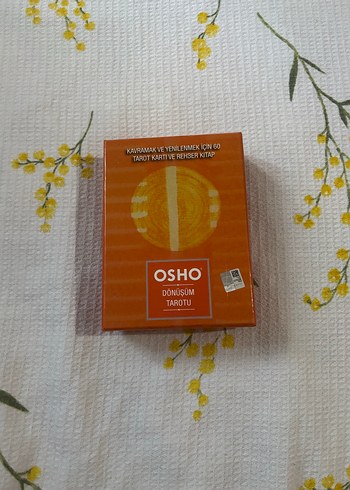 KAVRAMAK VE YENİLENMEK İÇİN 60
TAROT KARTI VE REHBER KİTAP
OSHO
DÖNÜŞÜM
TAROTU